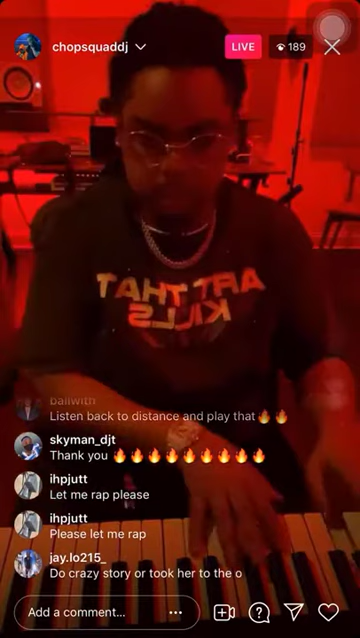 chopsquaddj
LIVE
189
ART THAT
KILLS
ballwith
Listen back to distance and play that🔥🔥
skyman_djt
Thank you 🔥🔥🔥🔥🔥🔥🔥🔥🔥
ihpjutt
Let me rap please
ihpjutt
Please let me rap
jay.lo215_
Do crazy story or took her to the o
Add a comment...